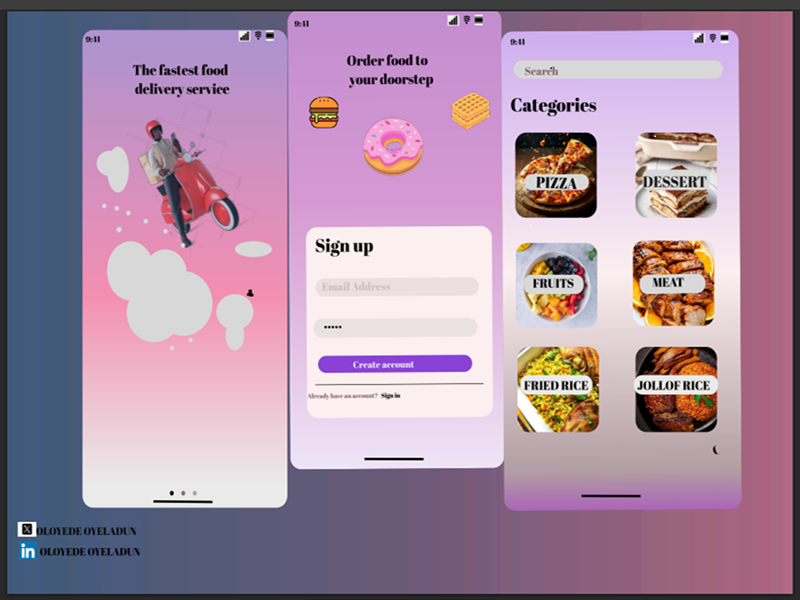 9:41
The fastest food
delivery service
9:41
Order food to
your doorstep
Sign up
Email Address
•••••
Create account
Already have an account? Sign in
9:41
Search
Categories
PIZZA
DESSERT
FRUITS
MEAT
FRIED RICE
JOLLOF RICE
X OLOYEDE OYELADUN
in OLOYEDE OYELADUN